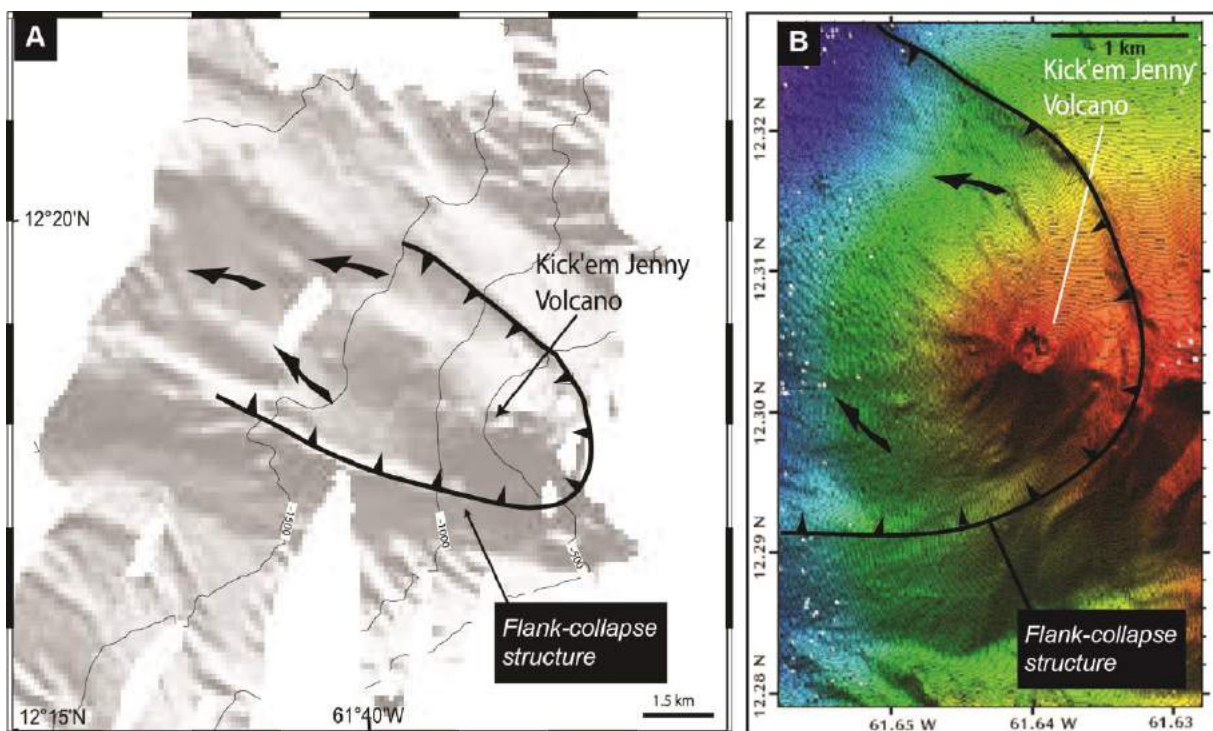 A
12°20'N
Kick'em Jenny
Volcano
-1500
-1000
-500
Flank-collapse
structure
12°15'N
61°40'W
1.5 km
B
1 km
Kick'em Jenny
Volcano
12.32 N
12.31 N
12.30 N
12.29 N
12.28 N
Flank-collapse
structure
61.65 W
61.64 W
61.63